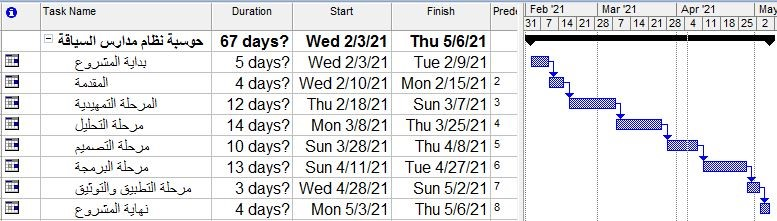 Task Name Duration Start Finish Prede Feb '21 Mar '21 Apr '21 May
31 7 14 21 28 7 14 21 28 4 11 18 25 2
حوسبة نظام مدارس السياقة 67 days? Wed 2/3/21 Thu 5/6/21
بداية المشروع 5 days? Wed 2/3/21 Tue 2/9/21
المقدمة 4 days? Wed 2/10/21 Mon 2/15/21 2
المرحلة التمهيدية 12 days? Thu 2/18/21 Sun 3/7/21 3
مرحلة التحليل 14 days? Mon 3/8/21 Thu 3/25/21 4
مرحلة التصميم 10 days? Sun 3/28/21 Thu 4/8/21 5
مرحلة البرمجة 13 days? Sun 4/11/21 Tue 4/27/21 6
مرحلة التطبيق والتوثيق 3 days? Wed 4/28/21 Sun 5/2/21 7
نهاية المشروع 4 days? Mon 5/3/21 Thu 5/6/21 8